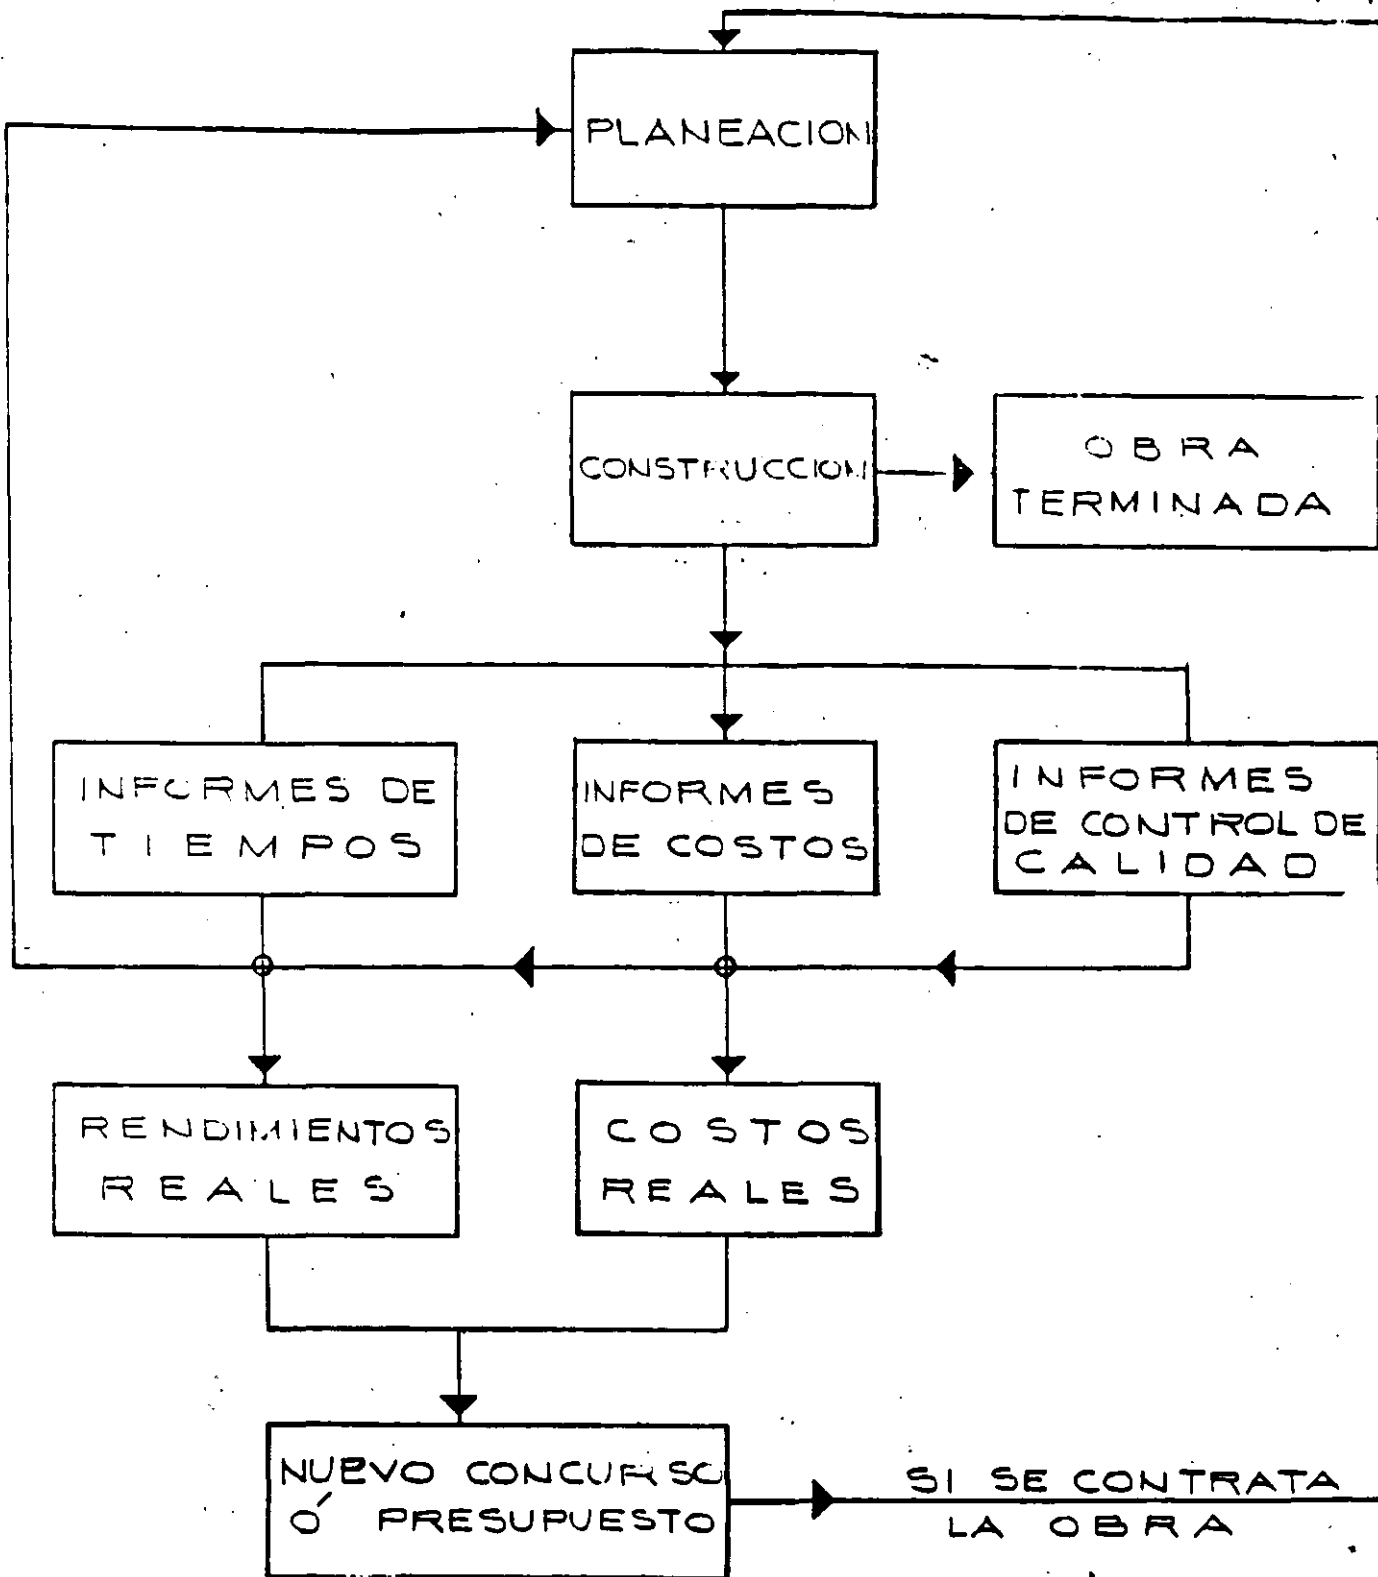 PLANEACION
CONSTRUCCION
OBRA
TERMINADA
INFORMES DE
TIEMPOS
INFORMES
DE COSTOS
INFORMES
DE CONTROL DE
CALIDAD
RENDIMIENTOS
REALES
COSTOS
REALES
NUEVO CONCURSO
Ó PRESUPUESTO
SI SE CONTRATA
LA OBRA